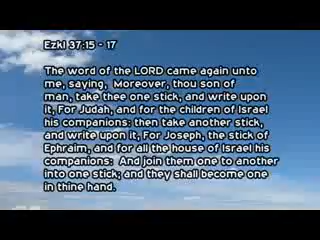 Ezkl 37:15 - 17
The word of the LORD came again unto
me, saying,  Moreover, thou son of
man, take thee one stick, and write upon
it, For Judah, and for the children of Israel
his companions: then take another stick,
and write upon it, For Joseph, the stick of
Ephraim, and for all the house of Israel his
companions:  And join them one to another
into one stick; and they shall become one
in thine hand.